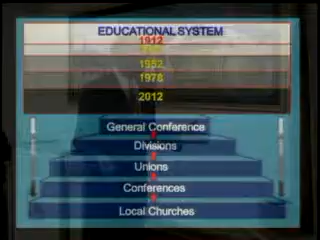 EDUCATIONAL SYSTEM
1912
1952
1978
2012
General Conference
Divisions
Unions
Conferences
Local Churches